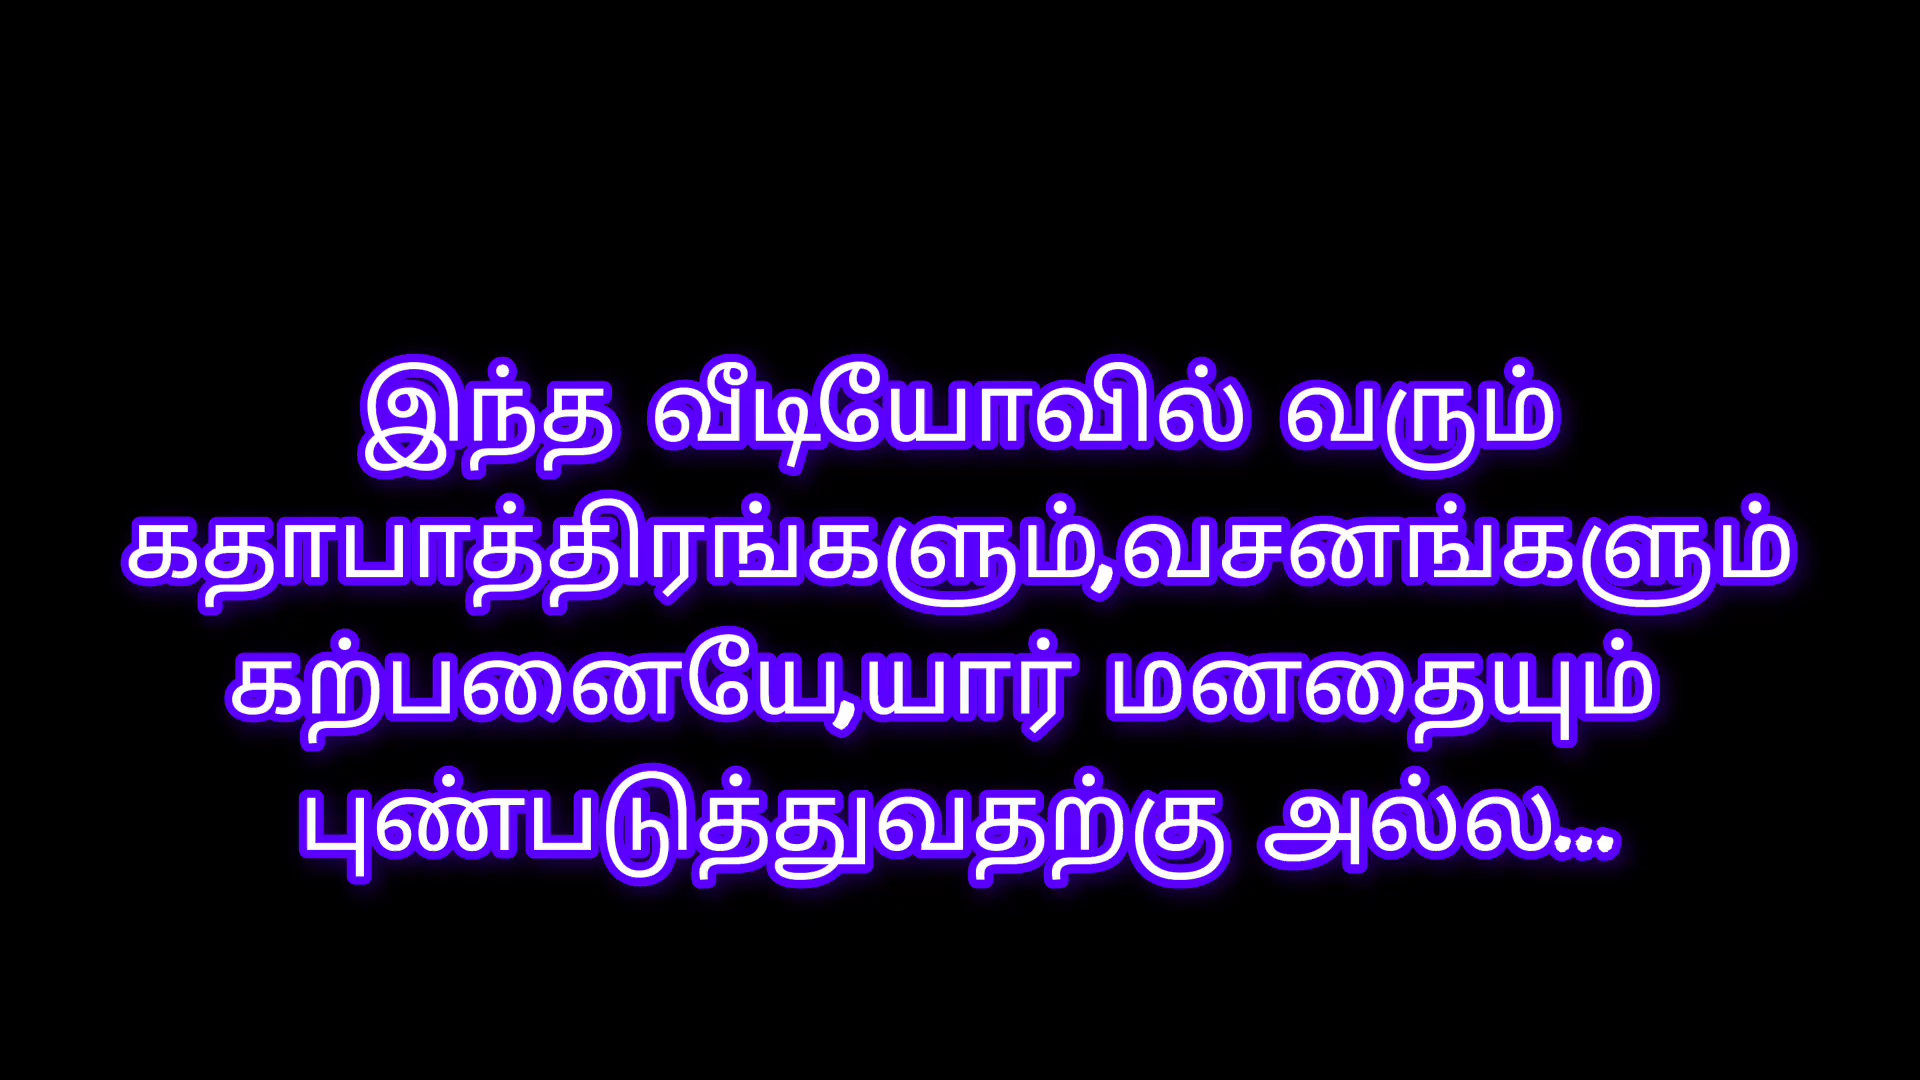 இந்த வீடியோவில் வரும்
கதாபாத்திரங்களும்,வசனங்களும்
கற்பனையே,யார் மனதையும்
புண்படுத்துவதற்கு அல்ல...